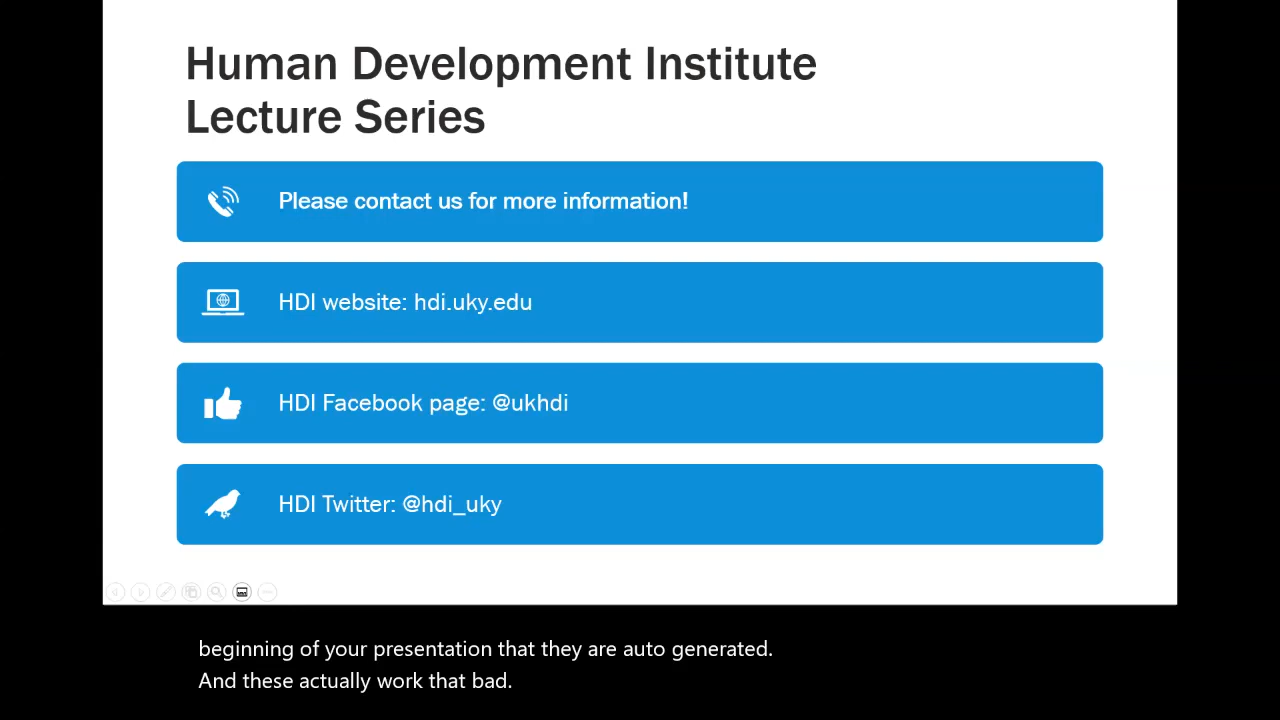 Human Development Institute
Lecture Series
Please contact us for more information!
HDI website: hdi.uky.edu
HDI Facebook page: @ukhdi
HDI Twitter: @hdi_uky
beginning of your presentation that they are auto generated.
And these actually work that bad.